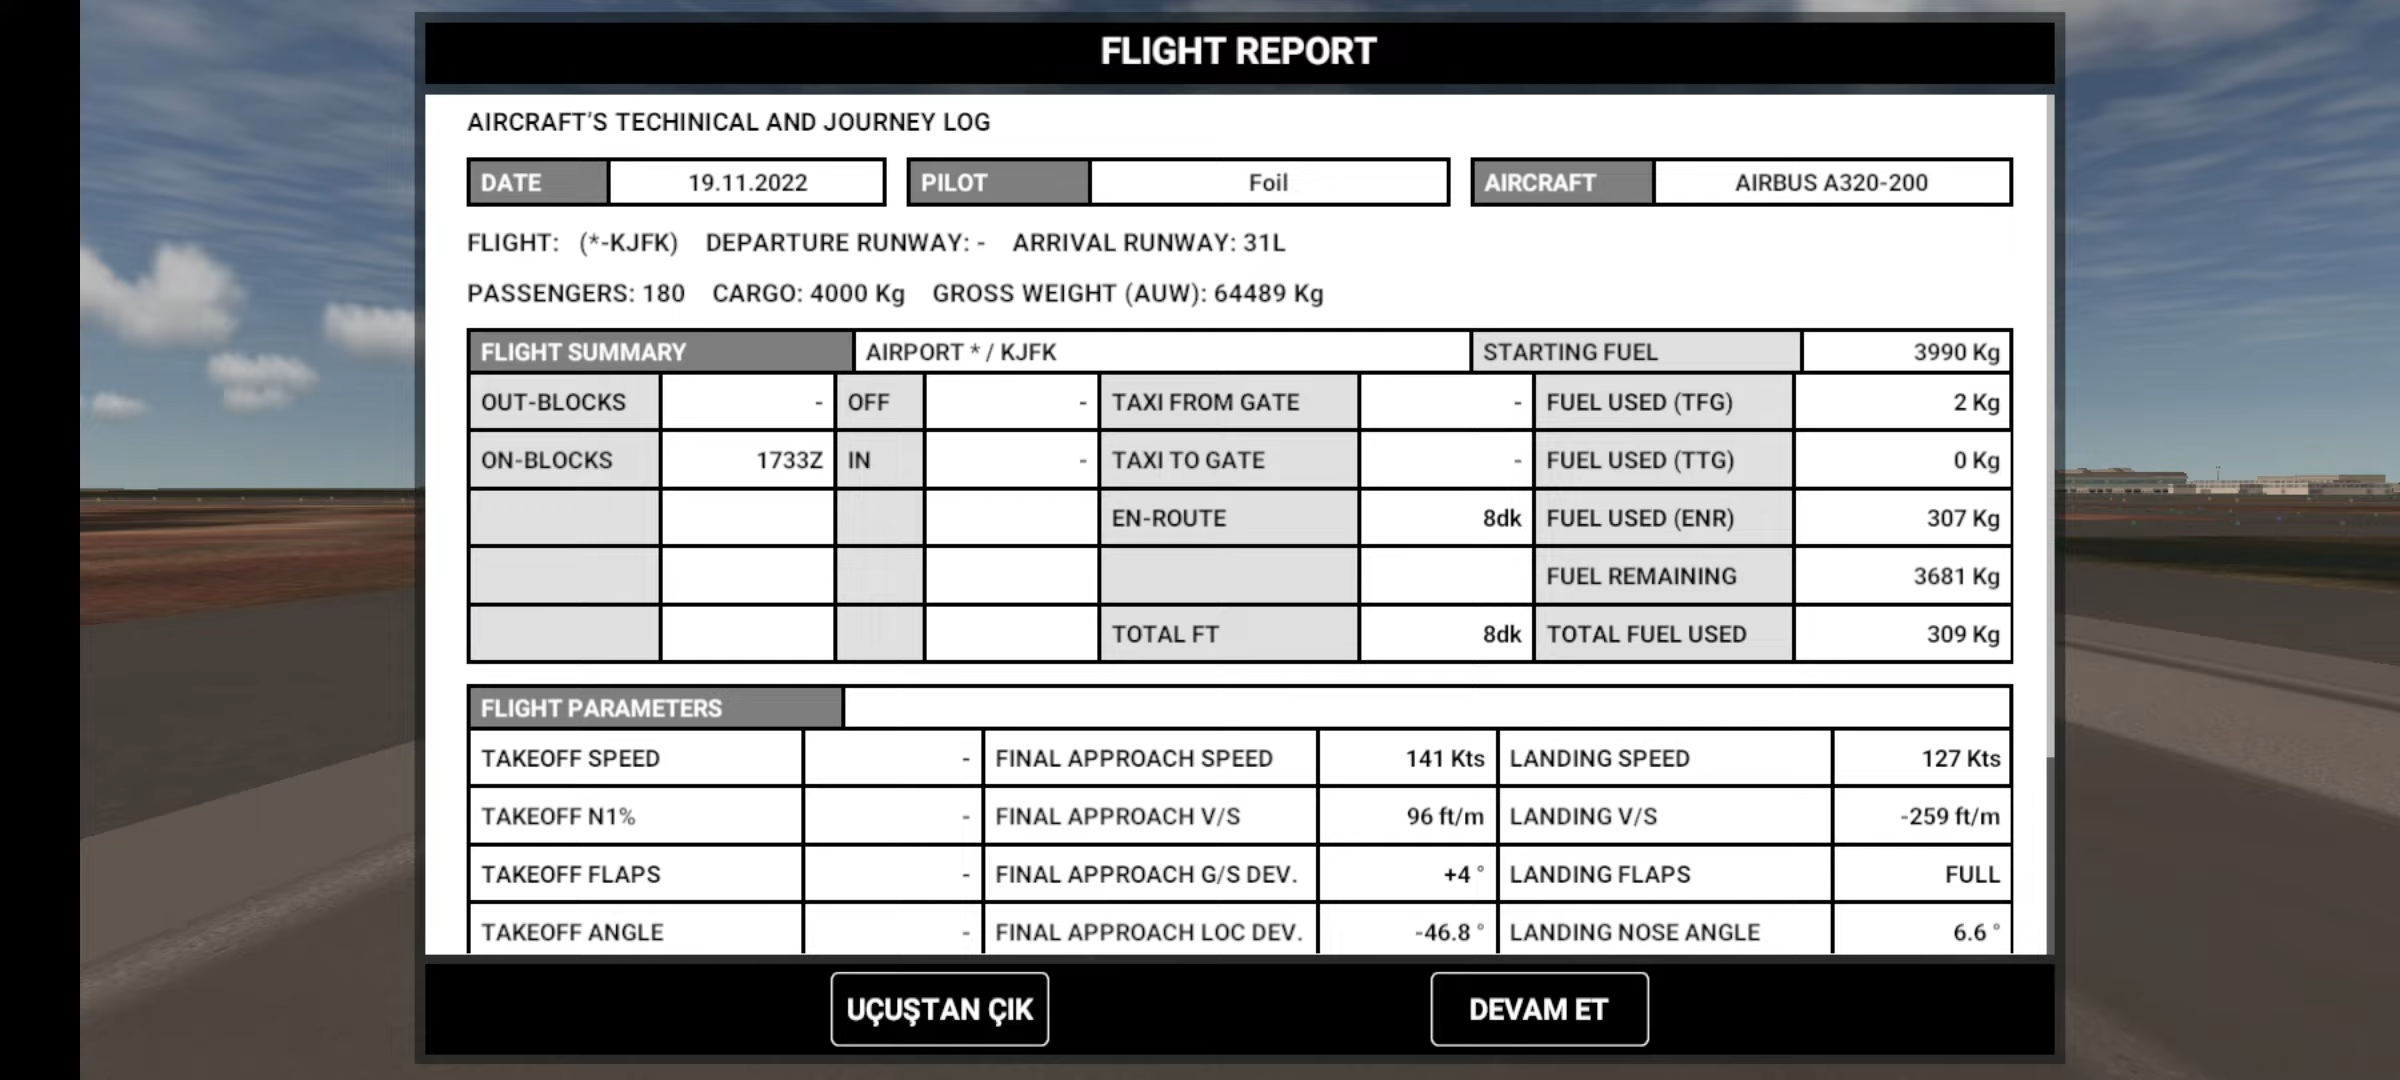 FLIGHT REPORT
AIRCRAFT'S TECHINICAL AND JOURNEY LOG
DATE 19.11.2022 PILOT Foil AIRCRAFT AIRBUS A320-200
FLIGHT: (*-KJFK) DEPARTURE RUNWAY: - ARRIVAL RUNWAY: 31L
PASSENGERS: 180 CARGO: 4000 Kg GROSS WEIGHT (AUW): 64489 Kg
FLIGHT SUMMARY AIRPORT * / KJFK STARTING FUEL 3990 Kg
OUT-BLOCKS - OFF - TAXI FROM GATE - FUEL USED (TFG) 2 Kg
ON-BLOCKS 1733Z IN - TAXI TO GATE - FUEL USED (TTG) 0 Kg
EN-ROUTE 8dk FUEL USED (ENR) 307 Kg
FUEL REMAINING 3681 Kg
TOTAL FT 8dk TOTAL FUEL USED 309 Kg
FLIGHT PARAMETERS
TAKEOFF SPEED - FINAL APPROACH SPEED 141 Kts LANDING SPEED 127 Kts
TAKEOFF N1% - FINAL APPROACH V/S 96 ft/m LANDING V/S -259 ft/m
TAKEOFF FLAPS - FINAL APPROACH G/S DEV. +4 ° LANDING FLAPS FULL
TAKEOFF ANGLE - FINAL APPROACH LOC DEV. -46.8 ° LANDING NOSE ANGLE 6.6 °
UÇUŞTAN ÇIK DEVAM ET